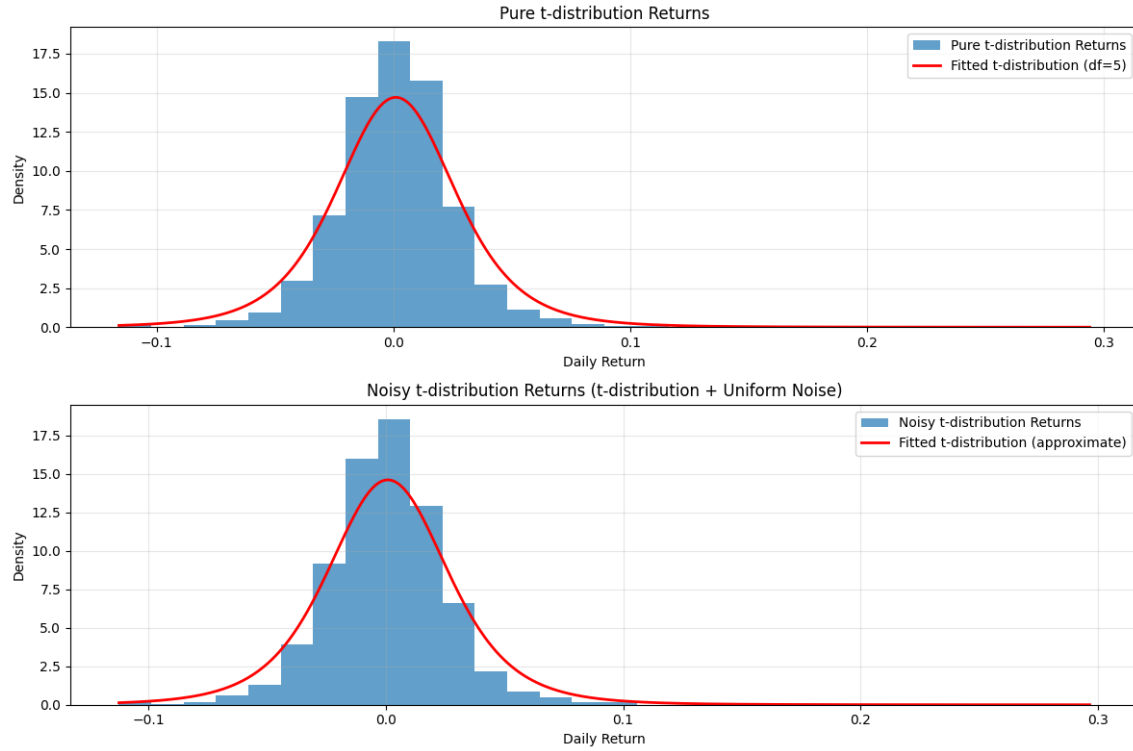 Pure t-distribution Returns
17.5
15.0
12.5
10.0
7.5
5.0
2.5
0.0
Density
Pure t-distribution Returns
Fitted t-distribution (df=5)
−0.1 0.0 0.1 0.2 0.3
Daily Return
Noisy t-distribution Returns (t-distribution + Uniform Noise)
17.5
15.0
12.5
10.0
7.5
5.0
2.5
0.0
Density
Noisy t-distribution Returns
Fitted t-distribution (approximate)
−0.1 0.0 0.1 0.2 0.3
Daily Return